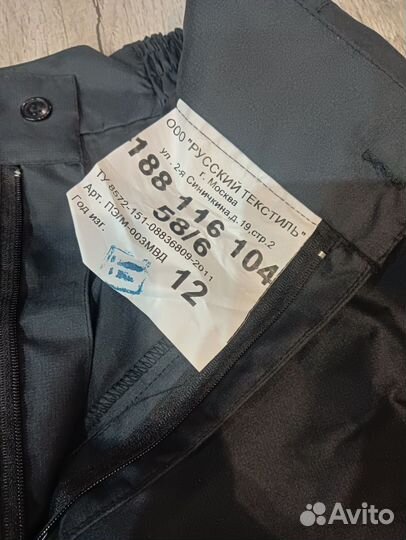 ООО "РУССКИЙ ТЕКСТИЛЬ"
г. Москва
ул. 2-я Синичкина,д. 19,стр.2
188 116 104
58/6
ТУ-8572-151-08836809-2011
Арт. ПЭ/М-003МВД
Год изг. 12
Avito